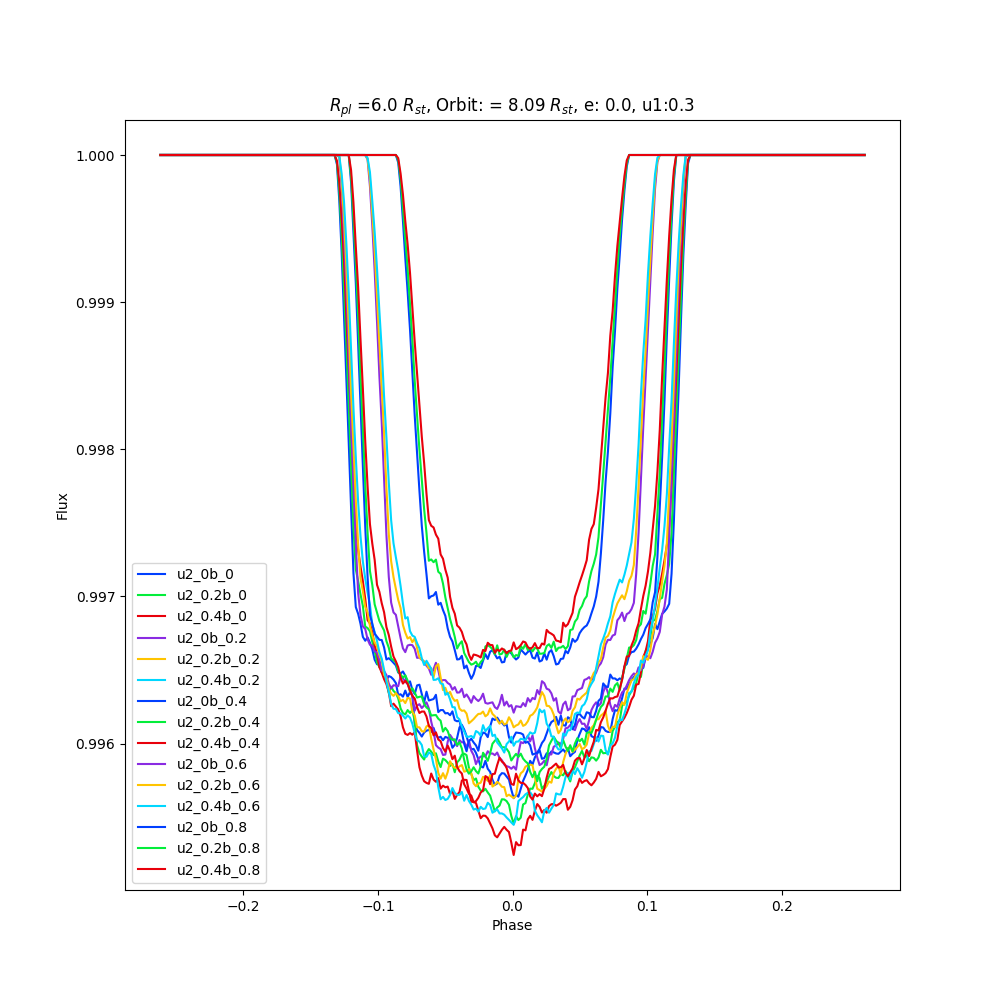 R_pl =6.0 R_st, Orbit: = 8.09 R_st, e: 0.0, u1:0.3
1.000
0.999
0.998
0.997
0.996
Flux
u2_0b_0
u2_0.2b_0
u2_0.4b_0
u2_0b_0.2
u2_0.2b_0.2
u2_0.4b_0.2
u2_0b_0.4
u2_0.2b_0.4
u2_0.4b_0.4
u2_0b_0.6
u2_0.2b_0.6
u2_0.4b_0.6
u2_0b_0.8
u2_0.2b_0.8
u2_0.4b_0.8
−0.2 −0.1 0.0 0.1 0.2
Phase